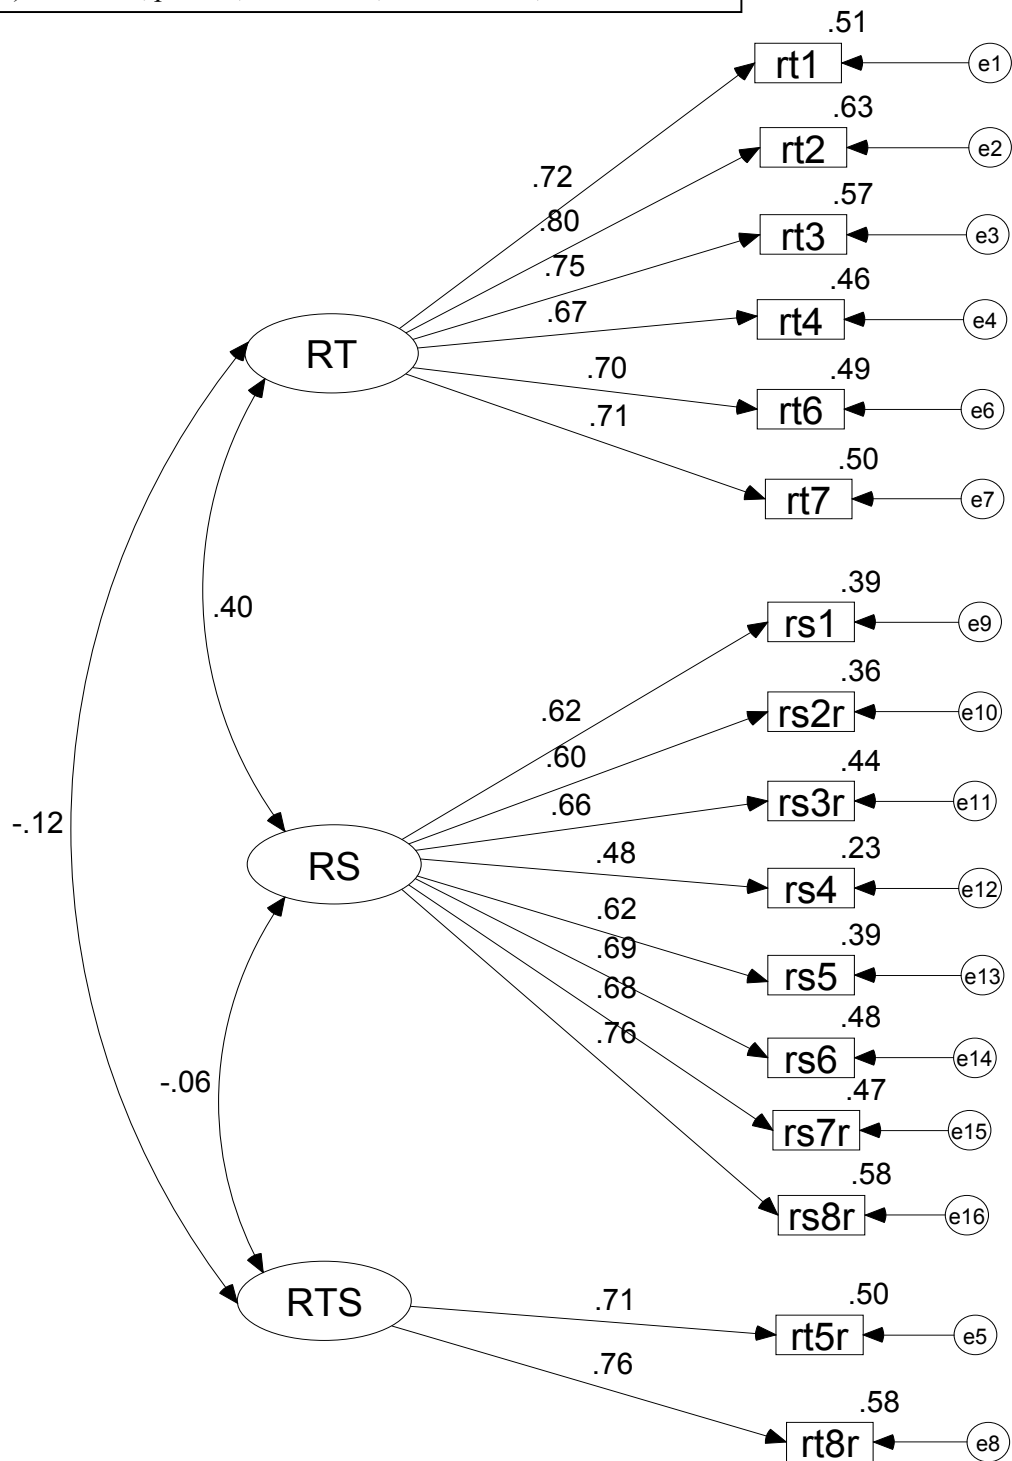 .51
rt1
e1
.63
rt2
e2
.72
.57
.80
rt3
e3
.75
.46
.67
rt4
e4
RT
.70
.49
rt6
e6
.71
.50
rt7
e7
.40
.39
rs1
e9
.62
.36
rs2r
e10
.60
.44
.66
rs3r
e11
-.12
.48
.23
RS
rs4
e12
.62
.39
.69
rs5
e13
.68
.48
.76
rs6
e14
-.06
.47
rs7r
e15
.58
rs8r
e16
RTS
.71
.50
rt5r
e5
.76
.58
rt8r
e8